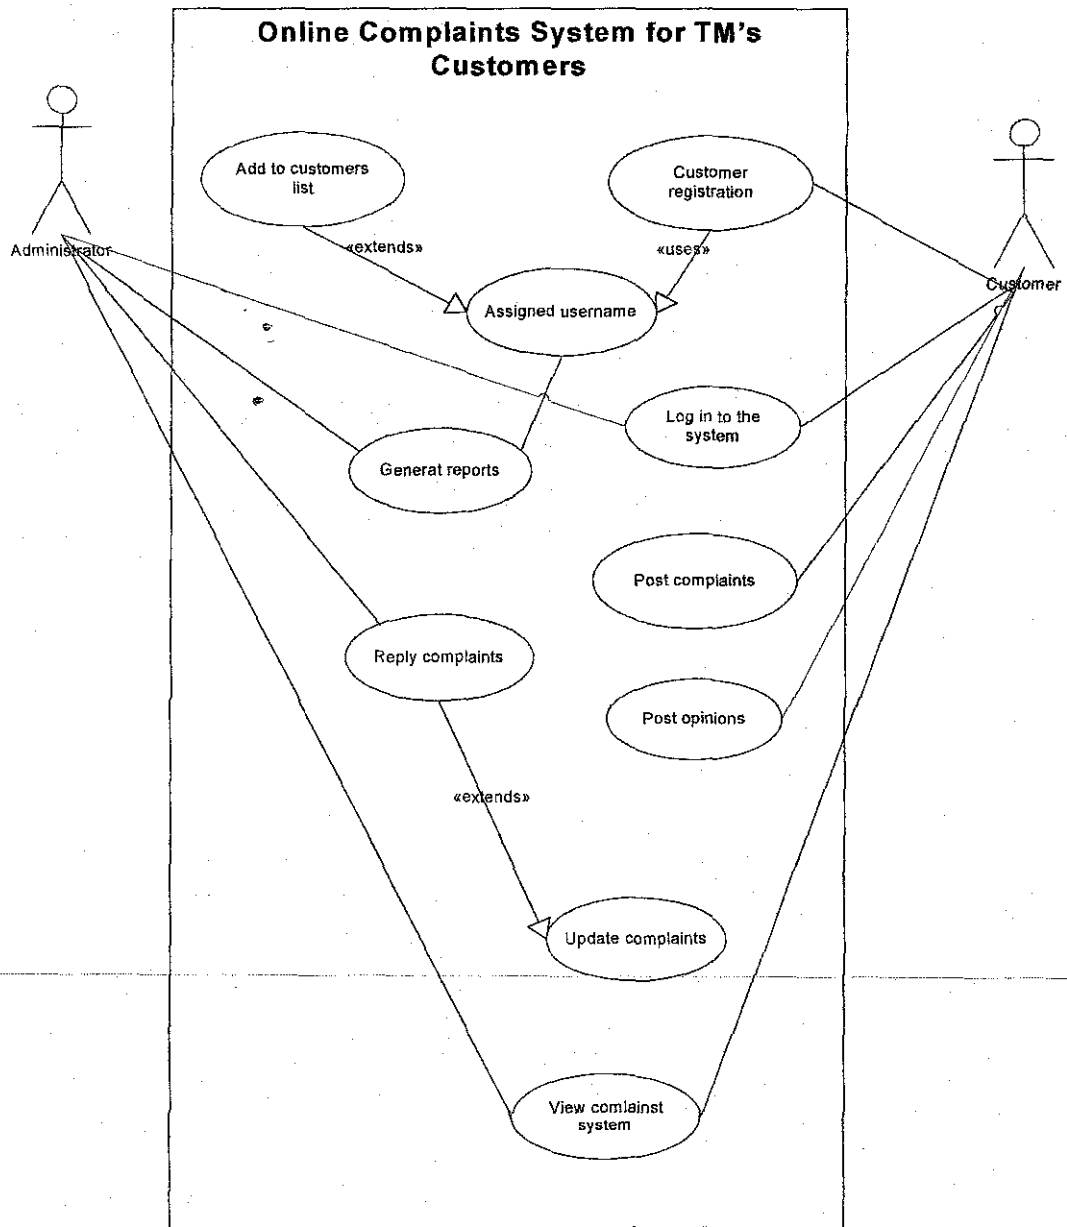 Online Complaints System for TM's
Customers
Add to customers
list
Customer
registration
«extends»
«uses»
Administrator
Customer
Assigned username
Log in to the
system
Generat reports
Post complaints
Reply complaints
Post opinions
«extends»
Update complaints
View comlainst
system